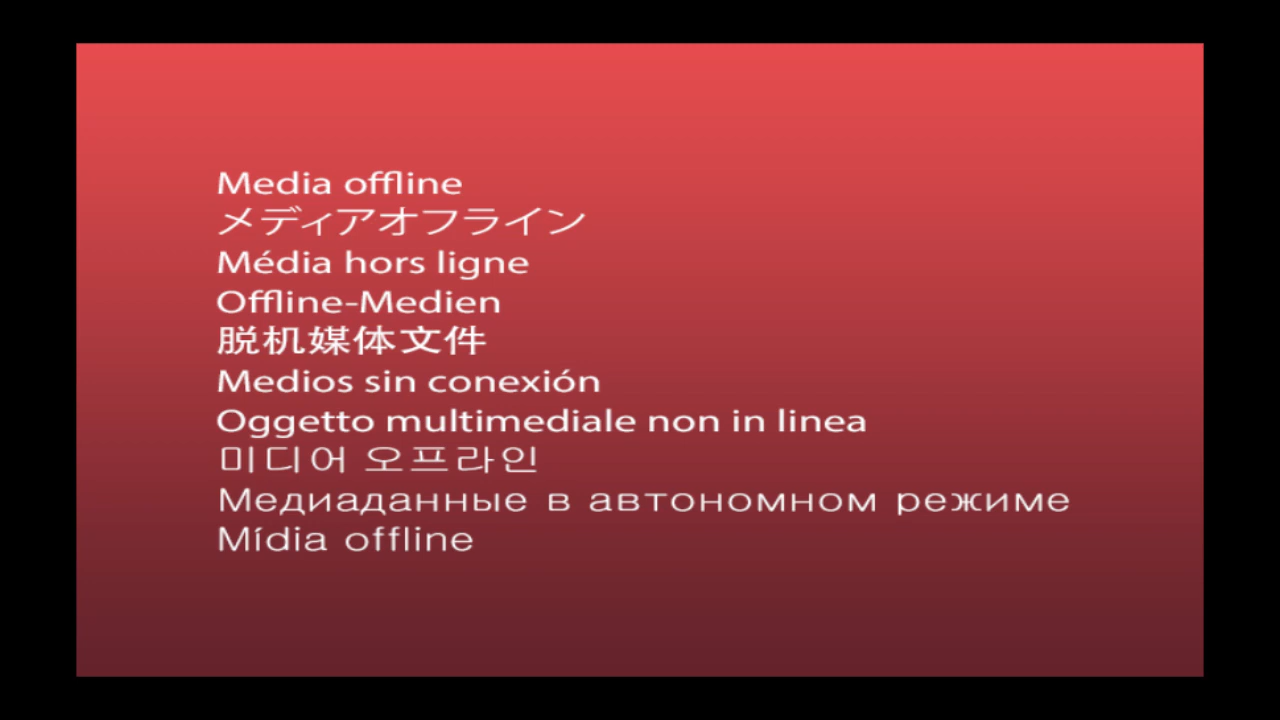 Media offline
メディアオフライン
Média hors ligne
Offline-Medien
脱机媒体文件
Medios sin conexión
Oggetto multimediale non in linea
미디어 오프라인
Медиаданные в автономном режиме
Mídia offline